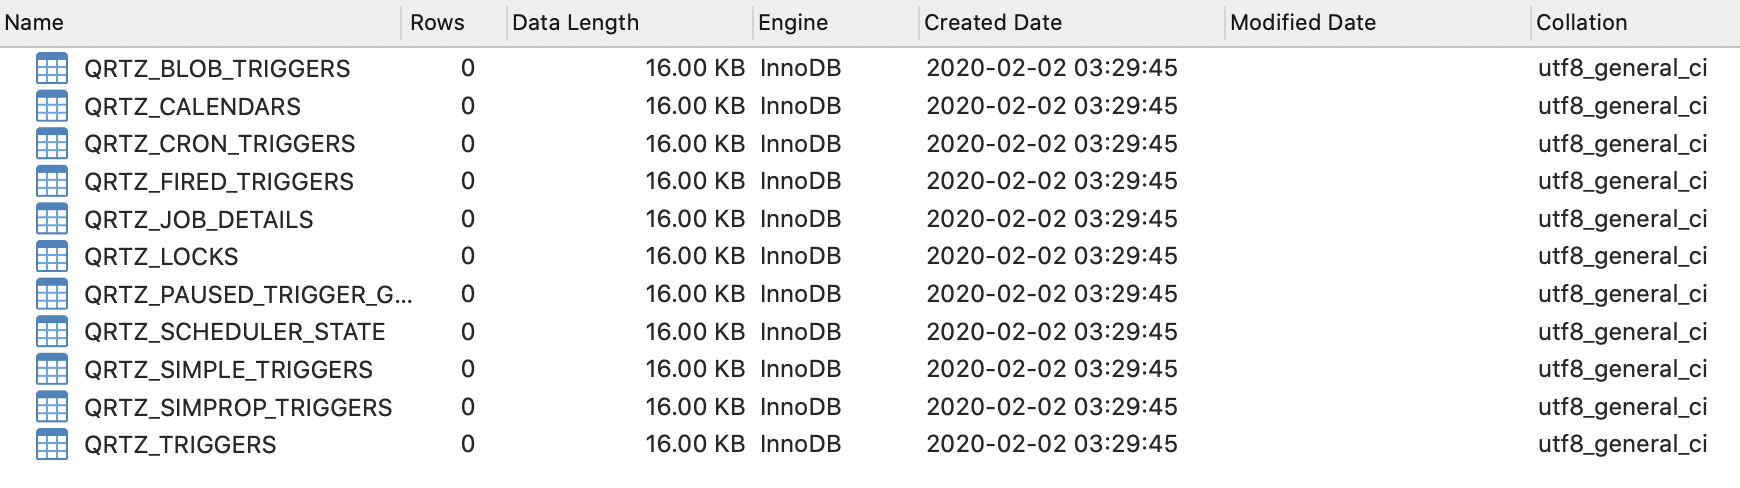 Name Rows Data Length Engine Created Date Modified Date Collation
QRTZ_BLOB_TRIGGERS 0 16.00 KB InnoDB 2020-02-02 03:29:45 utf8_general_ci
QRTZ_CALENDARS 0 16.00 KB InnoDB 2020-02-02 03:29:45 utf8_general_ci
QRTZ_CRON_TRIGGERS 0 16.00 KB InnoDB 2020-02-02 03:29:45 utf8_general_ci
QRTZ_FIRED_TRIGGERS 0 16.00 KB InnoDB 2020-02-02 03:29:45 utf8_general_ci
QRTZ_JOB_DETAILS 0 16.00 KB InnoDB 2020-02-02 03:29:45 utf8_general_ci
QRTZ_LOCKS 0 16.00 KB InnoDB 2020-02-02 03:29:45 utf8_general_ci
QRTZ_PAUSED_TRIGGER_G... 0 16.00 KB InnoDB 2020-02-02 03:29:45 utf8_general_ci
QRTZ_SCHEDULER_STATE 0 16.00 KB InnoDB 2020-02-02 03:29:45 utf8_general_ci
QRTZ_SIMPLE_TRIGGERS 0 16.00 KB InnoDB 2020-02-02 03:29:45 utf8_general_ci
QRTZ_SIMPROP_TRIGGERS 0 16.00 KB InnoDB 2020-02-02 03:29:45 utf8_general_ci
QRTZ_TRIGGERS 0 16.00 KB InnoDB 2020-02-02 03:29:45 utf8_general_ci